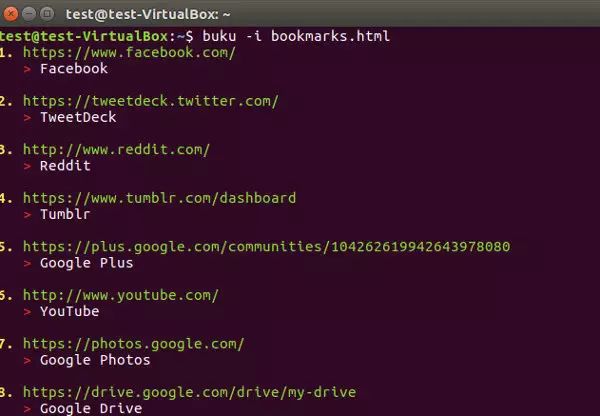 test@test-VirtualBox: ~
test@test-VirtualBox:~$ buku -i bookmarks.html
1. https://www.facebook.com/
> Facebook
2. https://tweetdeck.twitter.com/
> TweetDeck
3. http://www.reddit.com/
> Reddit
4. https://www.tumblr.com/dashboard
> Tumblr
5. https://plus.google.com/communities/104262619942643978080
> Google Plus
6. http://www.youtube.com/
> YouTube
7. https://photos.google.com/
> Google Photos
8. https://drive.google.com/drive/my-drive
> Google Drive